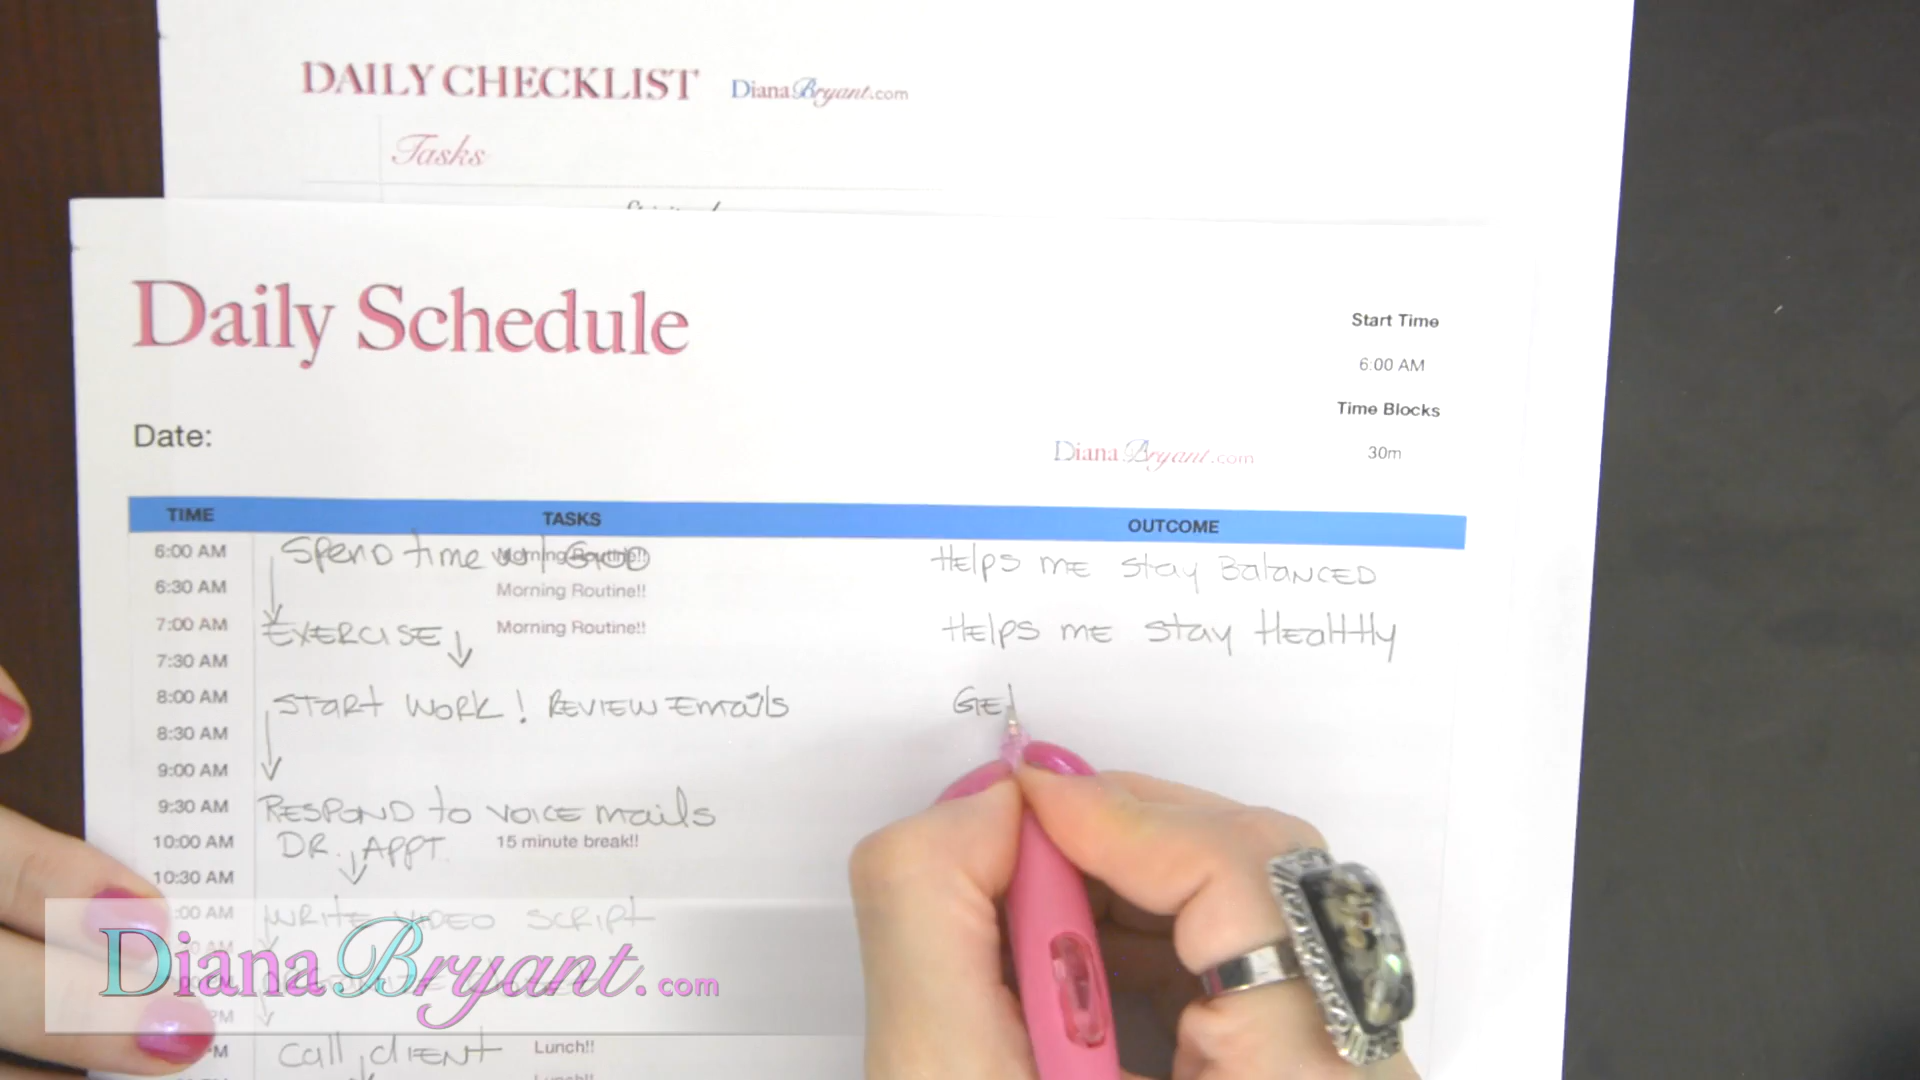 DAILY CHECKLIST DianaBryant.com
Tasks
Daily Schedule
Start Time
6:00 AM
Time Blocks
Date:
DianaBryant.com 30m
TIME TASKS OUTCOME
6:00 AM Spend time w/ GOD Morning Routine!! Helps me stay Balanced
6:30 AM Morning Routine!!
7:00 AM EXERCISE Morning Routine!! Helps me stay Healthy
7:30 AM
8:00 AM START WORK! REVIEW Emails GE
8:30 AM
9:00 AM
9:30 AM RESPOND to VOICE mails
10:00 AM DR. APPT. 15 minute break!!
10:30 AM
:00 AM WRITE VIDEO SCRIPT
DianaBryant.com
PM
M Call client Lunch!!
Lunch!!